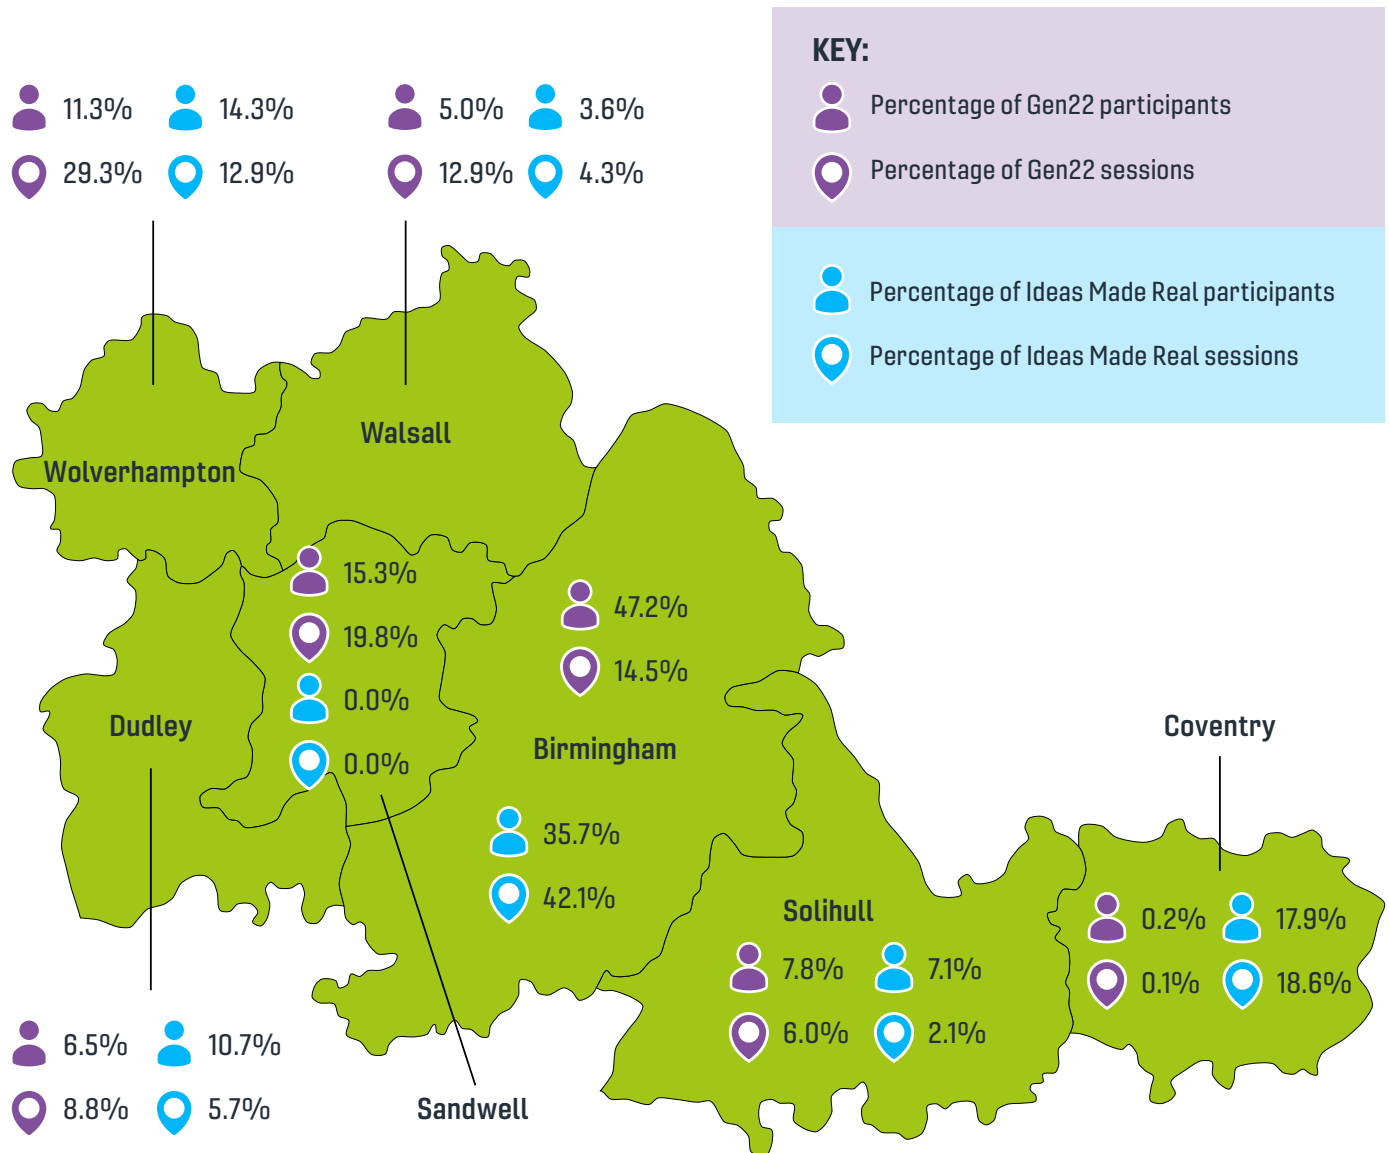 KEY:
Percentage of Gen22 participants
Percentage of Gen22 sessions
Percentage of Ideas Made Real participants
Percentage of Ideas Made Real sessions
11.3% 14.3%
29.3% 12.9%
5.0% 3.6%
12.9% 4.3%
Wolverhampton
Walsall
15.3%
19.8%
0.0%
0.0%
47.2%
14.5%
Birmingham
35.7%
42.1%
Dudley
Coventry
0.2% 17.9%
0.1% 18.6%
Solihull
7.8% 7.1%
6.0% 2.1%
6.5% 10.7%
8.8% 5.7%
Sandwell